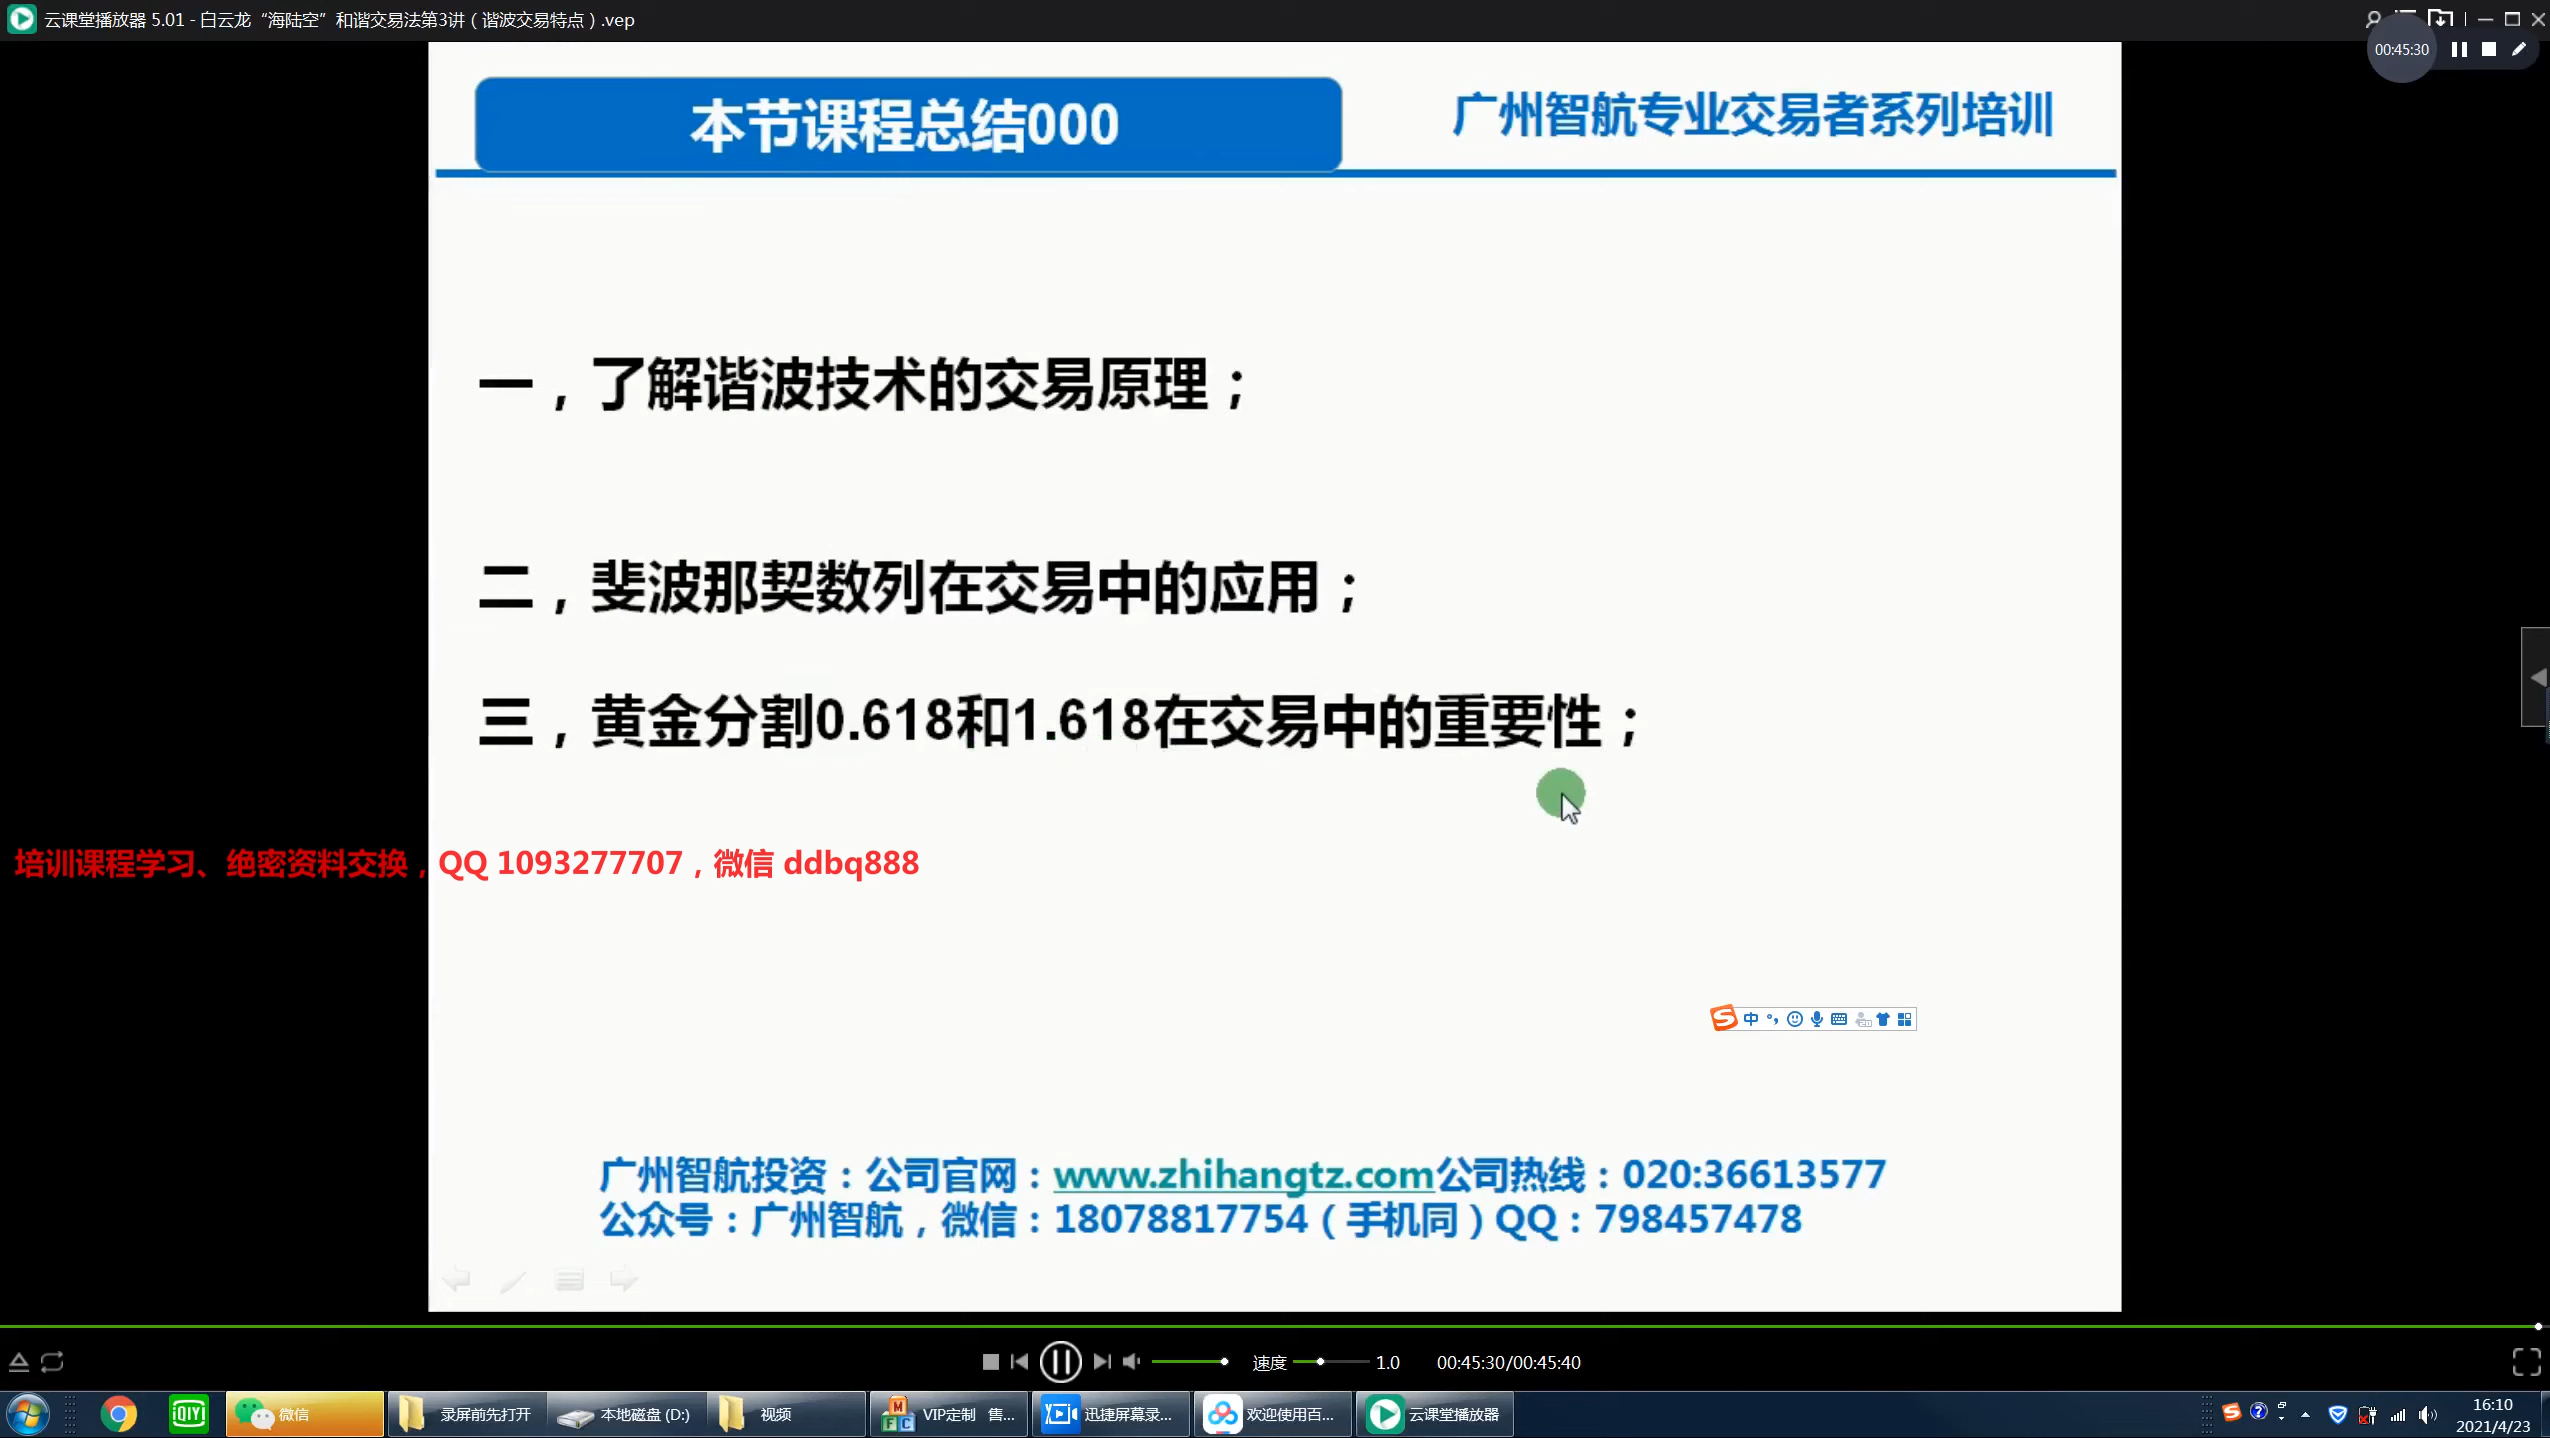 云课堂播放器 5.01 - 白云龙“海陆空”和谐交易法第3讲（谐波交易特点）.vep
00:45:30
本节课程总结000
广州智航专业交易者系列培训
一，了解谐波技术的交易原理；
二，斐波那契数列在交易中的应用；
三，黄金分割0.618和1.618在交易中的重要性；
培训课程学习、绝密资料交换，QQ 1093277707，微信 ddbq888
中
广州智航投资：公司官网：www.zhihangtz.com公司热线：020:36613577
公众号：广州智航，微信：18078817754（手机同）QQ：798457478
速度 1.0 00:45:30/00:45:40
iQIYI 微信 录屏前先打开 本地磁盘 (D:) 视频 VIP定制 售... 迅捷屏幕录... 欢迎使用百... 云课堂播放器
16:10
2021/4/23